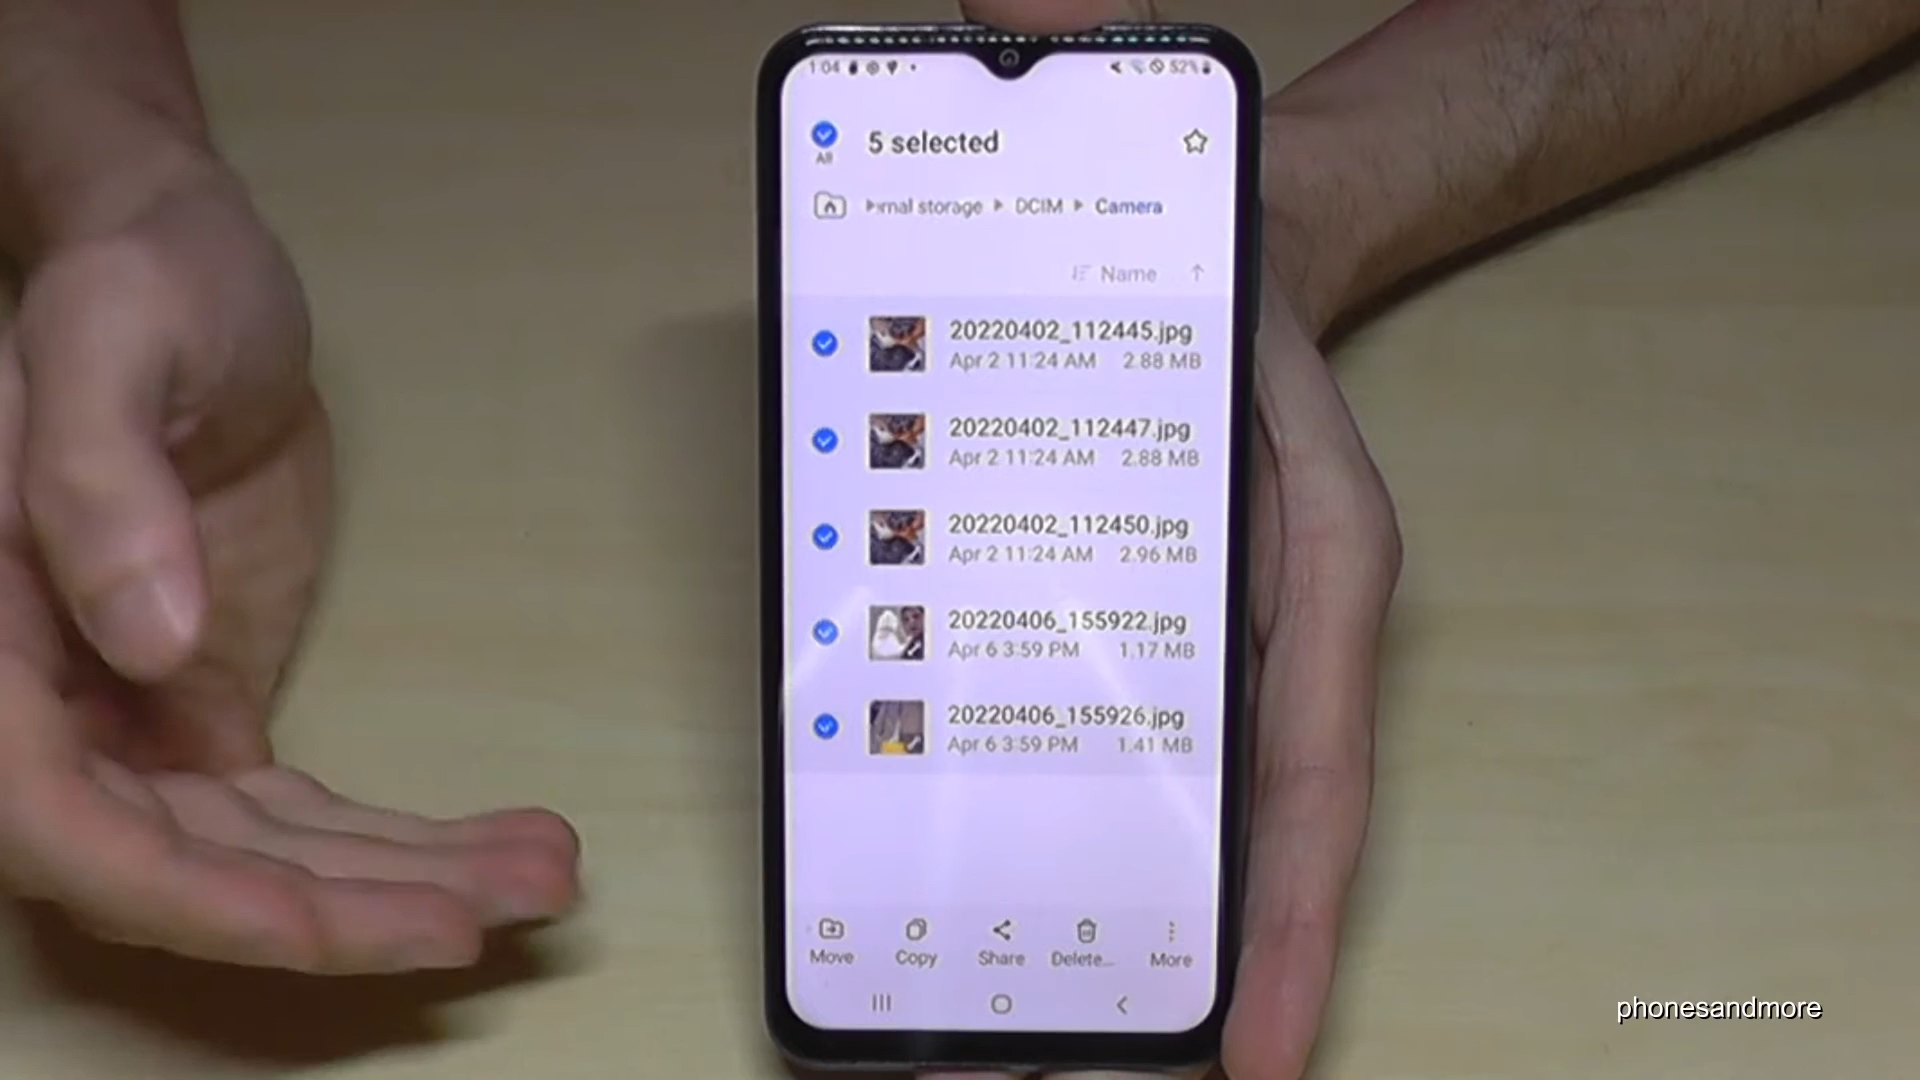 1:04 52%
All 5 selected
rnal storage ▸ DCIM ▸ Camera
Name
20220402_112445.jpg
Apr 2 11:24 AM 2.88 MB
20220402_112447.jpg
Apr 2 11:24 AM 2.88 MB
20220402_112450.jpg
Apr 2 11:24 AM 2.96 MB
20220406_155922.jpg
Apr 6 3:59 PM 1.17 MB
20220406_155926.jpg
Apr 6 3:59 PM 1.41 MB
Move Copy Share Delete... More
phonesandmore